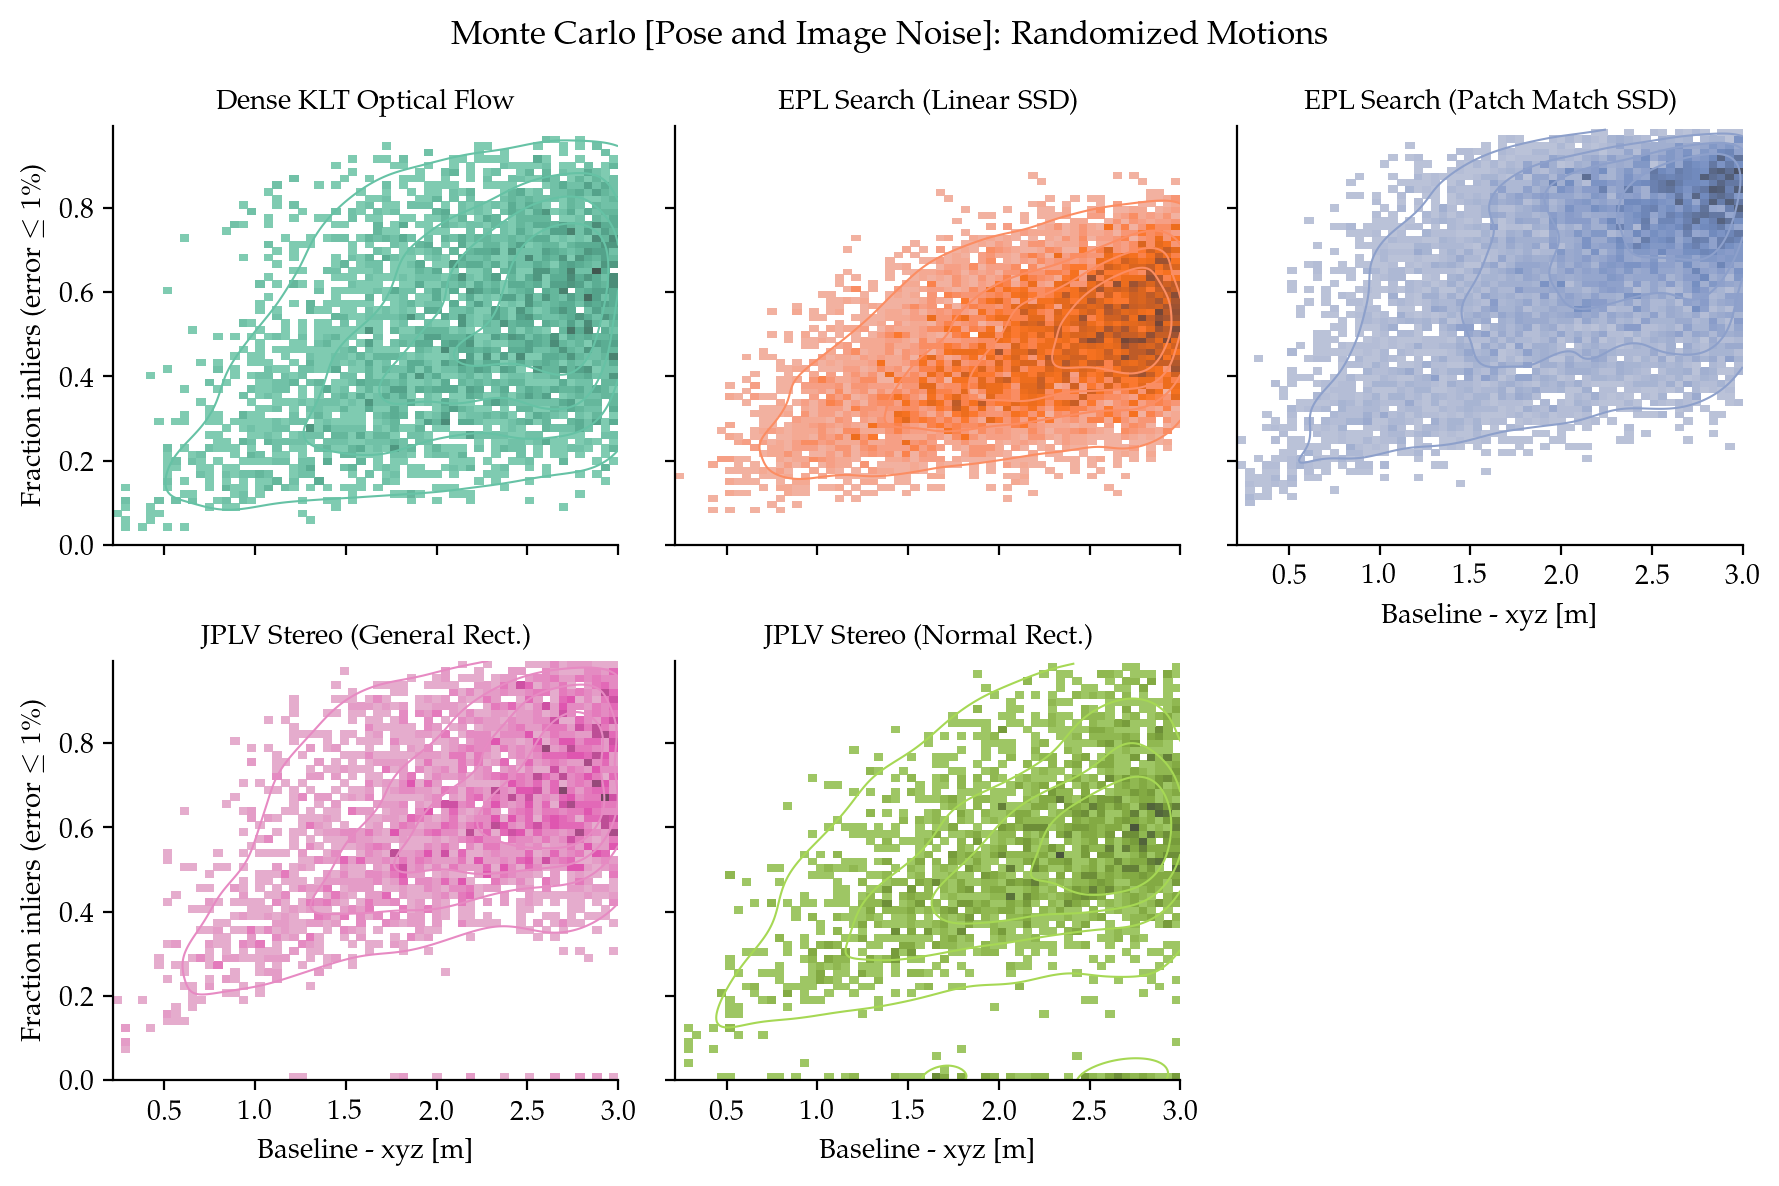 Monte Carlo [Pose and Image Noise]: Randomized Motions
Dense KLT Optical Flow
EPL Search (Linear SSD)
EPL Search (Patch Match SSD)
Fraction inliers (error ≤ 1%)
0.8
0.6
0.4
0.2
0.0
0.5 1.0 1.5 2.0 2.5 3.0
Baseline - xyz [m]
JPLV Stereo (General Rect.)
JPLV Stereo (Normal Rect.)
Fraction inliers (error ≤ 1%)
0.8
0.6
0.4
0.2
0.0
0.5 1.0 1.5 2.0 2.5 3.0
0.5 1.0 1.5 2.0 2.5 3.0
Baseline - xyz [m]
Baseline - xyz [m]